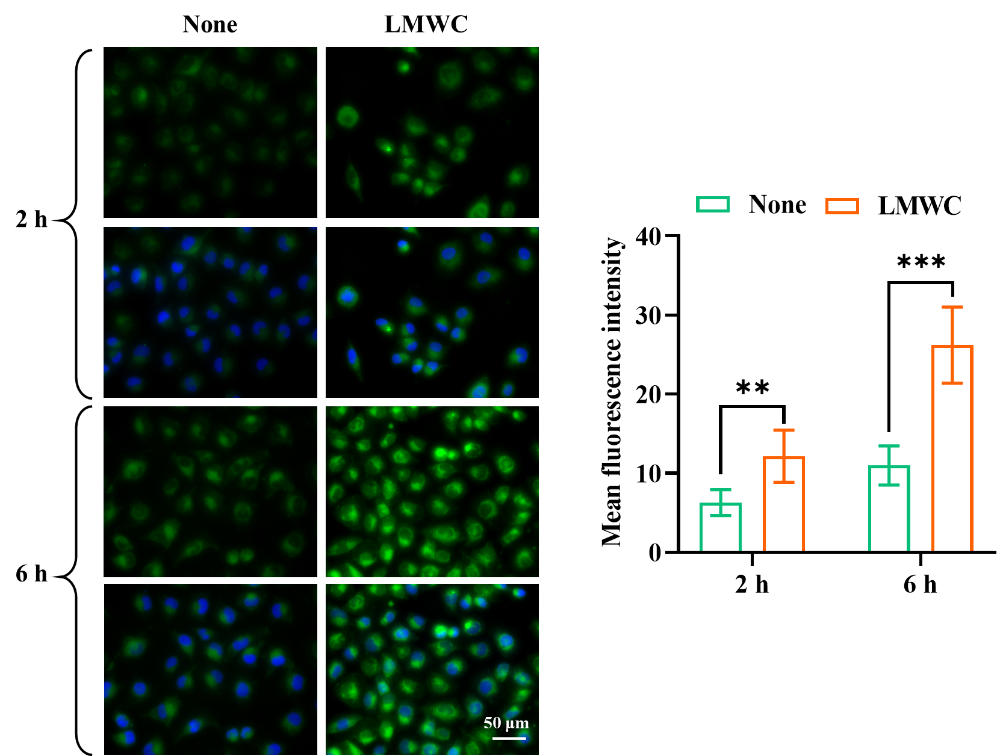 None LMWC
2 h
6 h
50 μm
None LMWC
Mean fluorescence intensity
40
30
20
10
0
**
***
2 h 6 h